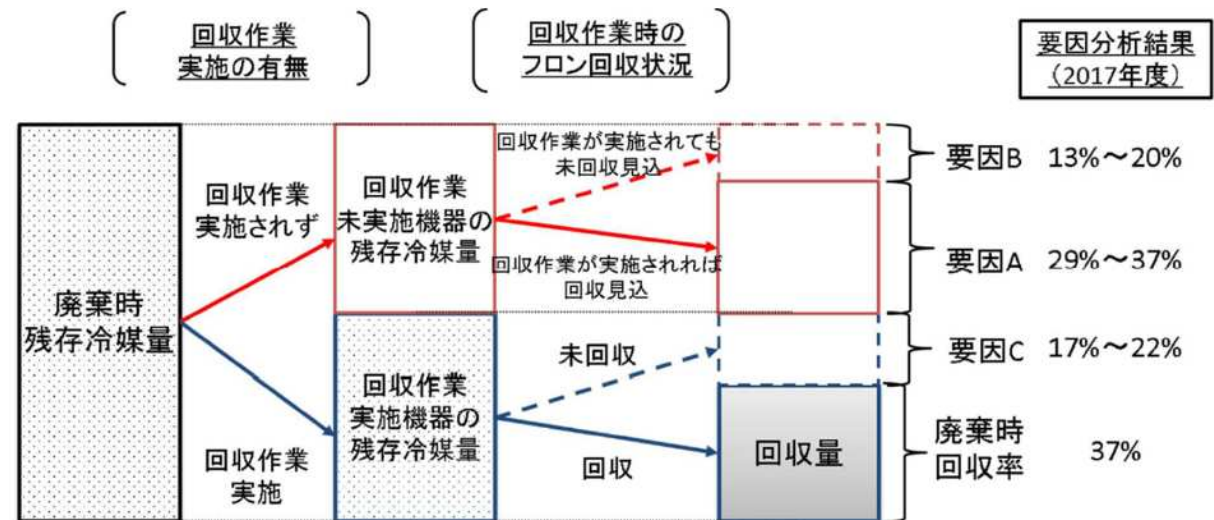 回収作業
実施の有無
回収作業時の
フロン回収状況
要因分析結果
（2017年度）
廃棄時
残存冷媒量
回収作業
実施されず
回収作業
実施
回収作業
未実施機器の
残存冷媒量
回収作業
実施機器の
残存冷媒量
回収作業が実施されても
未回収見込
回収作業が実施されれば
回収見込
未回収
回収
回収量
要因B 13%～20%
要因A 29%～37%
要因C 17%～22%
廃棄時
回収率 37%